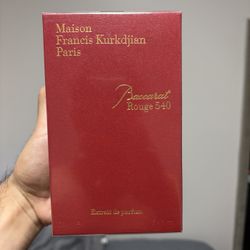 Maison
Francis Kurkdjian
Paris
Baccarat
Rouge 540
Extrait de parfum